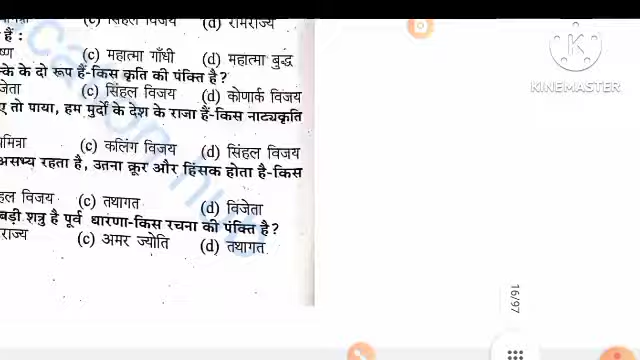 (c) सिंहल विजय (d) रामराज्य
हैं :
(c) महात्मा गाँधी (d) महात्मा बुद्ध
के दो रूप हैं-किस कृति की पंक्ति है?
(c) सिंहल विजय (d) कोणार्क विजय
तो पाया, हम मुर्दों के देश के राजा हैं-किस नाट्यकृति
(c) कलिंग विजय (d) सिंहल विजय
असभ्य रहता है, उतना क्रूर और हिंसक होता है-किस
विजय (c) तथागत (d) विजेता
बड़ी शत्रु है पूर्व धारणा-किस रचना की पंक्ति है?
राज्य (c) अमर ज्योति (d) तथागत
KINEMASTER
16/97